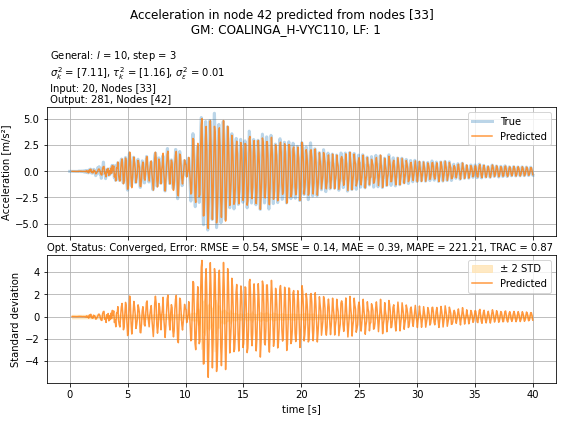 Acceleration in node 42 predicted from nodes [33]
GM: COALINGA_H-VYC110, LF: 1
General: l = 10, step = 3
σ²ₖ = [7.11], τ²ₖ = [1.16], σ²ε = 0.01
Input: 20, Nodes [33]
Output: 281, Nodes [42]
Acceleration [m/s²]
5.0
2.5
0.0
−2.5
−5.0
True
Predicted
Opt. Status: Converged, Error: RMSE = 0.54, SMSE = 0.14, MAE = 0.39, MAPE = 221.21, TRAC = 0.87
Standard deviation
4
2
0
−2
−4
± 2 STD
Predicted
0 5 10 15 20 25 30 35 40
time [s]